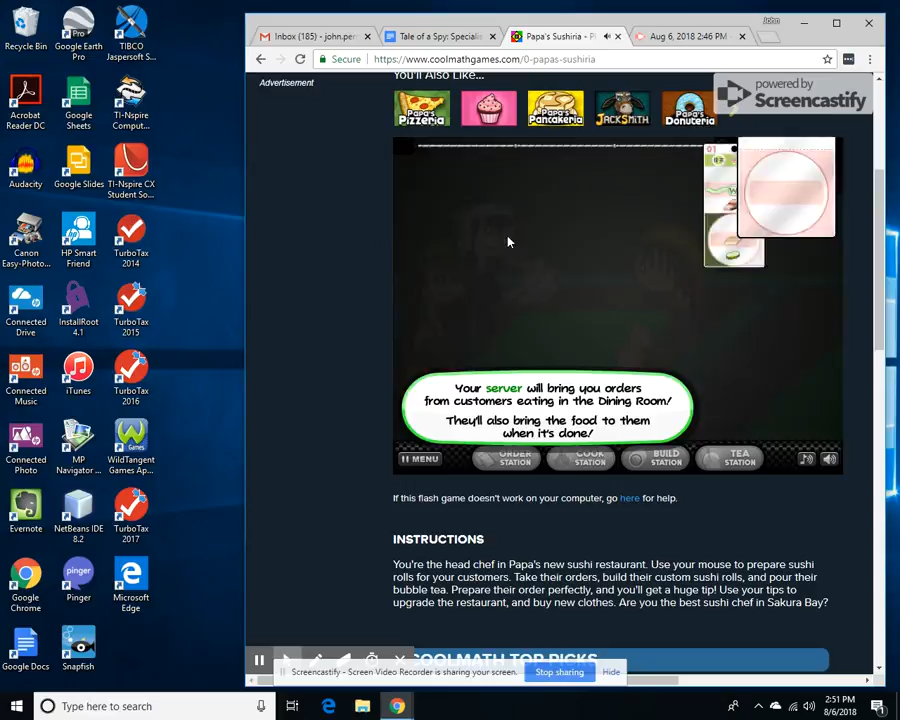 Recycle Bin
Google Earth Pro
TIBCO Jaspersoft S...
Acrobat Reader DC
Google Sheets
TI-Nspire Comput...
Audacity
Google Slides
TI-Nspire CX Student So...
Canon Easy-Photo...
HP Smart Friend
TurboTax 2014
Connected Drive
InstallRoot 4.1
TurboTax 2015
Connected Music
iTunes
TurboTax 2016
Connected Photo
MP Navigator ...
WildTangent Games Ap...
Evernote
NetBeans IDE 8.2
TurboTax 2017
Google Chrome
Pinger
Microsoft Edge
Google Docs
Snapfish
John
Inbox (185) - john.per
Tale of a Spy: Specialis
Papa's Sushiria - Pl
Aug 6, 2018 2:46 PM
Secure
https://www.coolmathgames.com/0-papas-sushiria
Advertisement
You'll Also Like...
powered by
Screencastify
Papa's Pizzeria
Papa's Pancakeria
JACKSMITH
Papa's Donuteria
01
Your server will bring you orders
from customers eating in the Dining Room!
They'll also bring the food to them
when it's done!
MENU
ORDER STATION
COOK STATION
BUILD STATION
TEA STATION
If this flash game doesn't work on your computer, go here for help.
INSTRUCTIONS
You're the head chef in Papa's new sushi restaurant. Use your mouse to prepare sushi
rolls for your customers. Take their orders, build their custom sushi rolls, and pour their
bubble tea. Prepare their order perfectly, and you'll get a huge tip! Use your tips to
upgrade the restaurant, and buy new clothes. Are you the best sushi chef in Sakura Bay?
COOLMATH TOP PICKS
Screencastify - Screen Video Recorder is sharing your screen.
Stop sharing
Hide
Type here to search
2:51 PM
8/6/2018